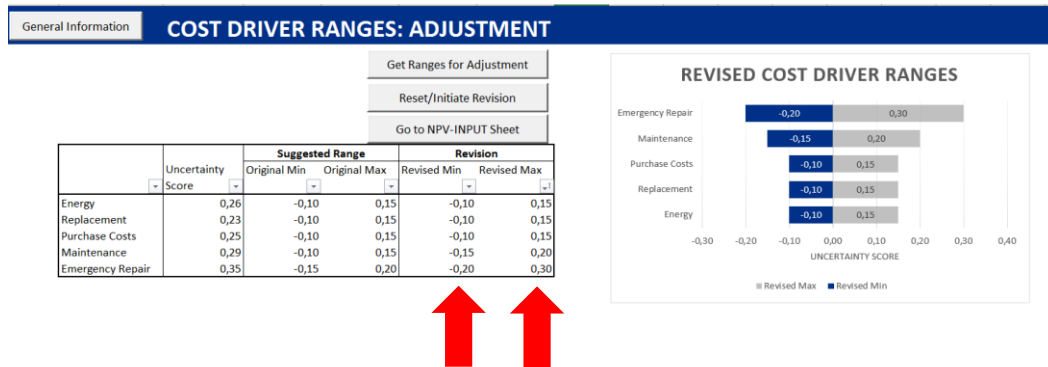 General Information
COST DRIVER RANGES: ADJUSTMENT
Get Ranges for Adjustment
Reset/Initiate Revision
Go to NPV-INPUT Sheet
Suggested Range Revision
Uncertainty Score Original Min Original Max Revised Min Revised Max
Energy 0,26 -0,10 0,15 -0,10 0,15
Replacement 0,23 -0,10 0,15 -0,10 0,15
Purchase Costs 0,25 -0,10 0,15 -0,10 0,15
Maintenance 0,29 -0,10 0,15 -0,15 0,20
Emergency Repair 0,35 -0,15 0,20 -0,20 0,30
REVISED COST DRIVER RANGES
Emergency Repair -0,20 0,30
Maintenance -0,15 0,20
Purchase Costs -0,10 0,15
Replacement -0,10 0,15
Energy -0,10 0,15
-0,30 -0,20 -0,10 0,00 0,10 0,20 0,30 0,40
UNCERTAINTY SCORE
Revised Max Revised Min